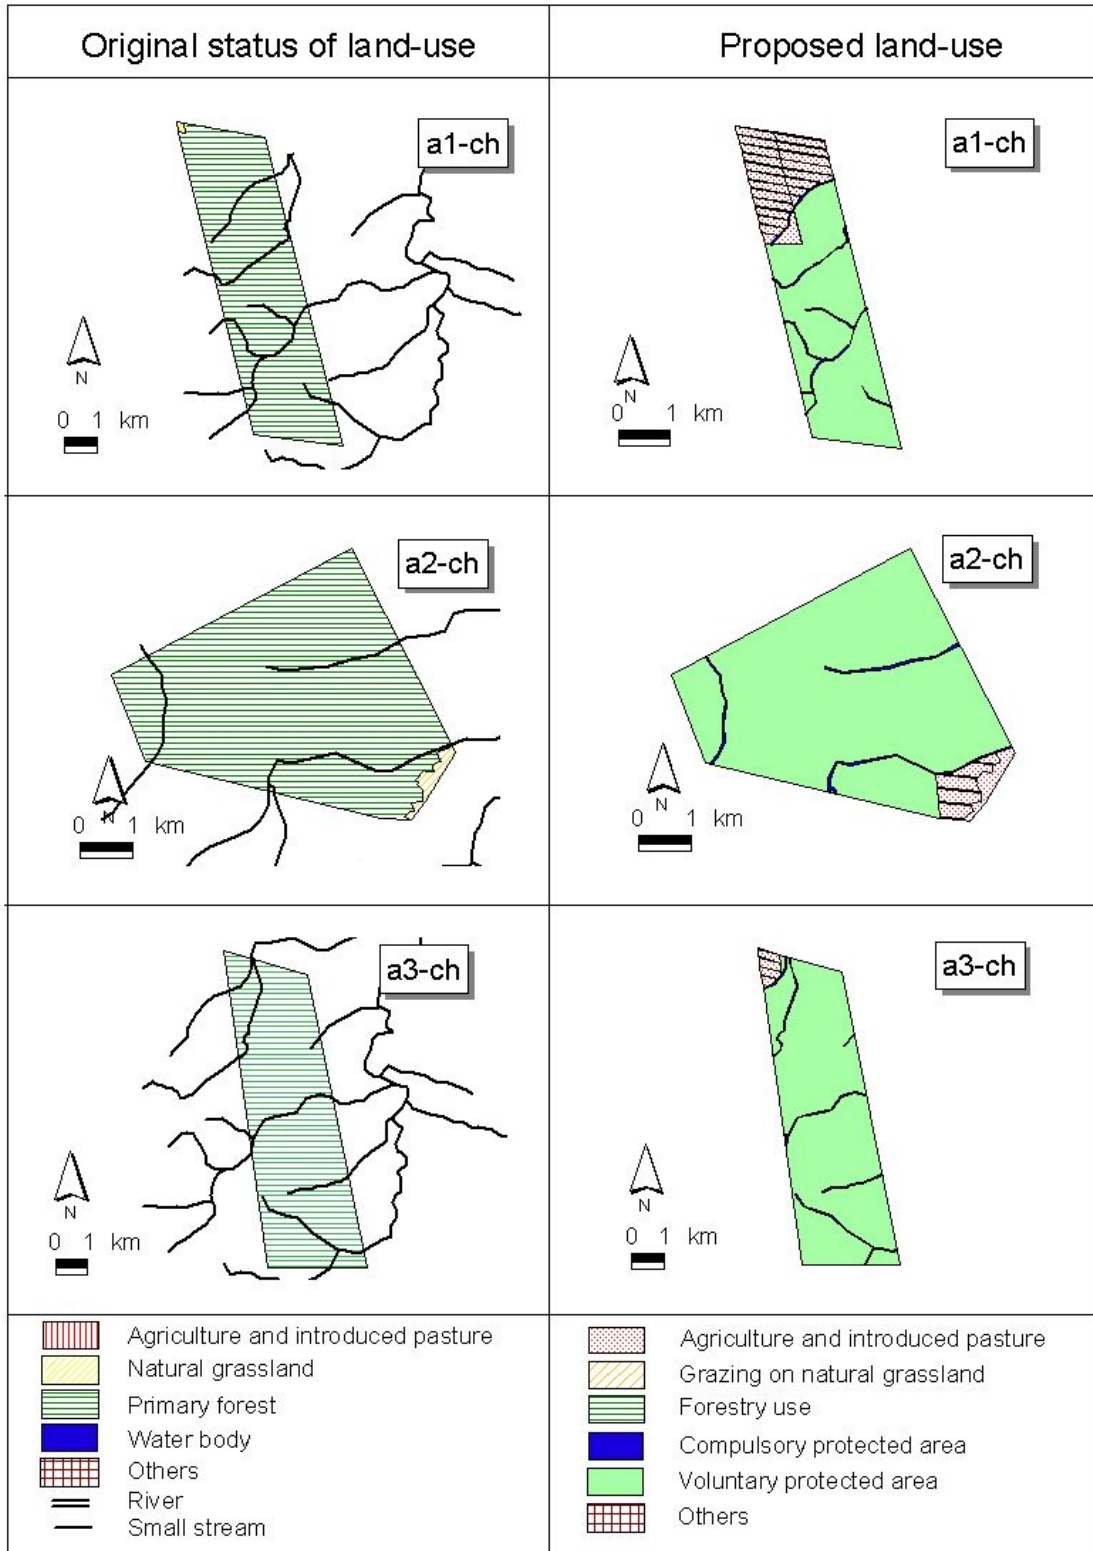 Original status of land-use
Proposed land-use
a1-ch
N
0 1 km
a1-ch
N
0 1 km
a2-ch
N
0 1 km
a2-ch
N
0 1 km
a3-ch
N
0 1 km
a3-ch
N
0 1 km
Agriculture and introduced pasture
Natural grassland
Primary forest
Water body
Others
River
Small stream
Agriculture and introduced pasture
Grazing on natural grassland
Forestry use
Compulsory protected area
Voluntary protected area
Others